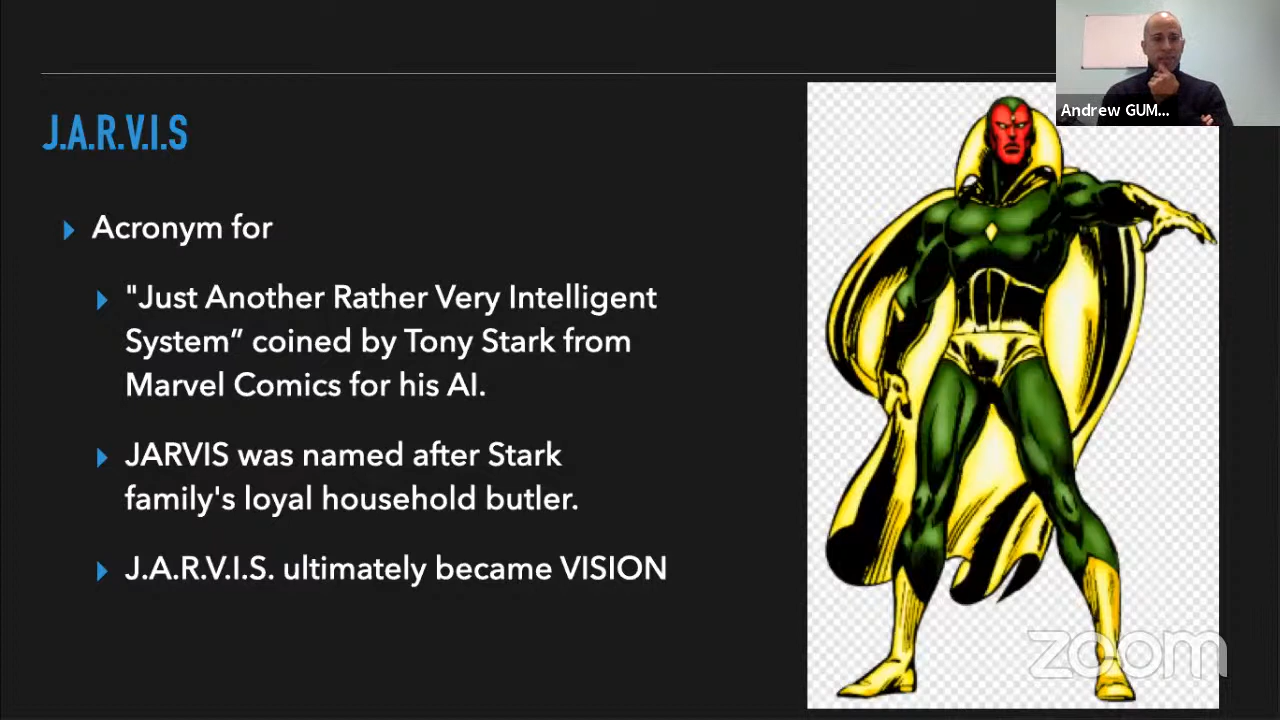 J.A.R.V.I.S
Acronym for
"Just Another Rather Very Intelligent
System” coined by Tony Stark from
Marvel Comics for his AI.
JARVIS was named after Stark
family's loyal household butler.
J.A.R.V.I.S. ultimately became VISION
Andrew GUM...
zoom